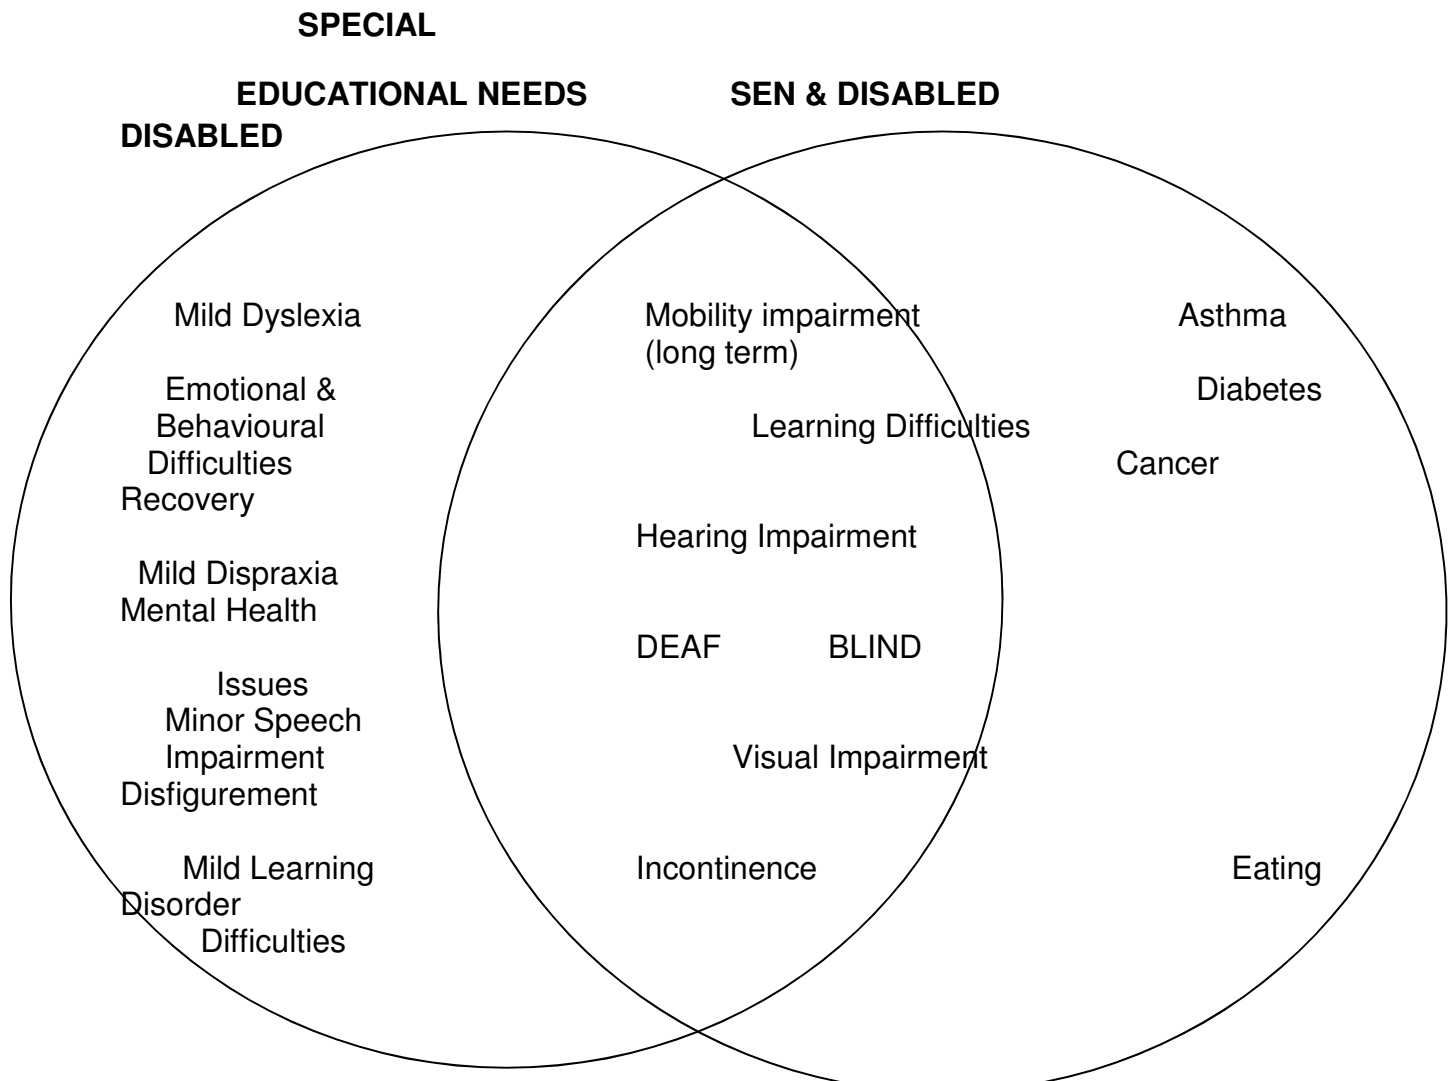 SPECIAL
EDUCATIONAL NEEDS SEN & DISABLED
DISABLED
Mild Dyslexia Mobility impairment Asthma
(long term)
Emotional & Diabetes
Behavioural Learning Difficulties
Difficulties Cancer
Recovery
Hearing Impairment
Mild Dispraxia
Mental Health
DEAF BLIND
Issues
Minor Speech
Impairment Visual Impairment
Disfigurement
Mild Learning Incontinence Eating
Disorder
Difficulties